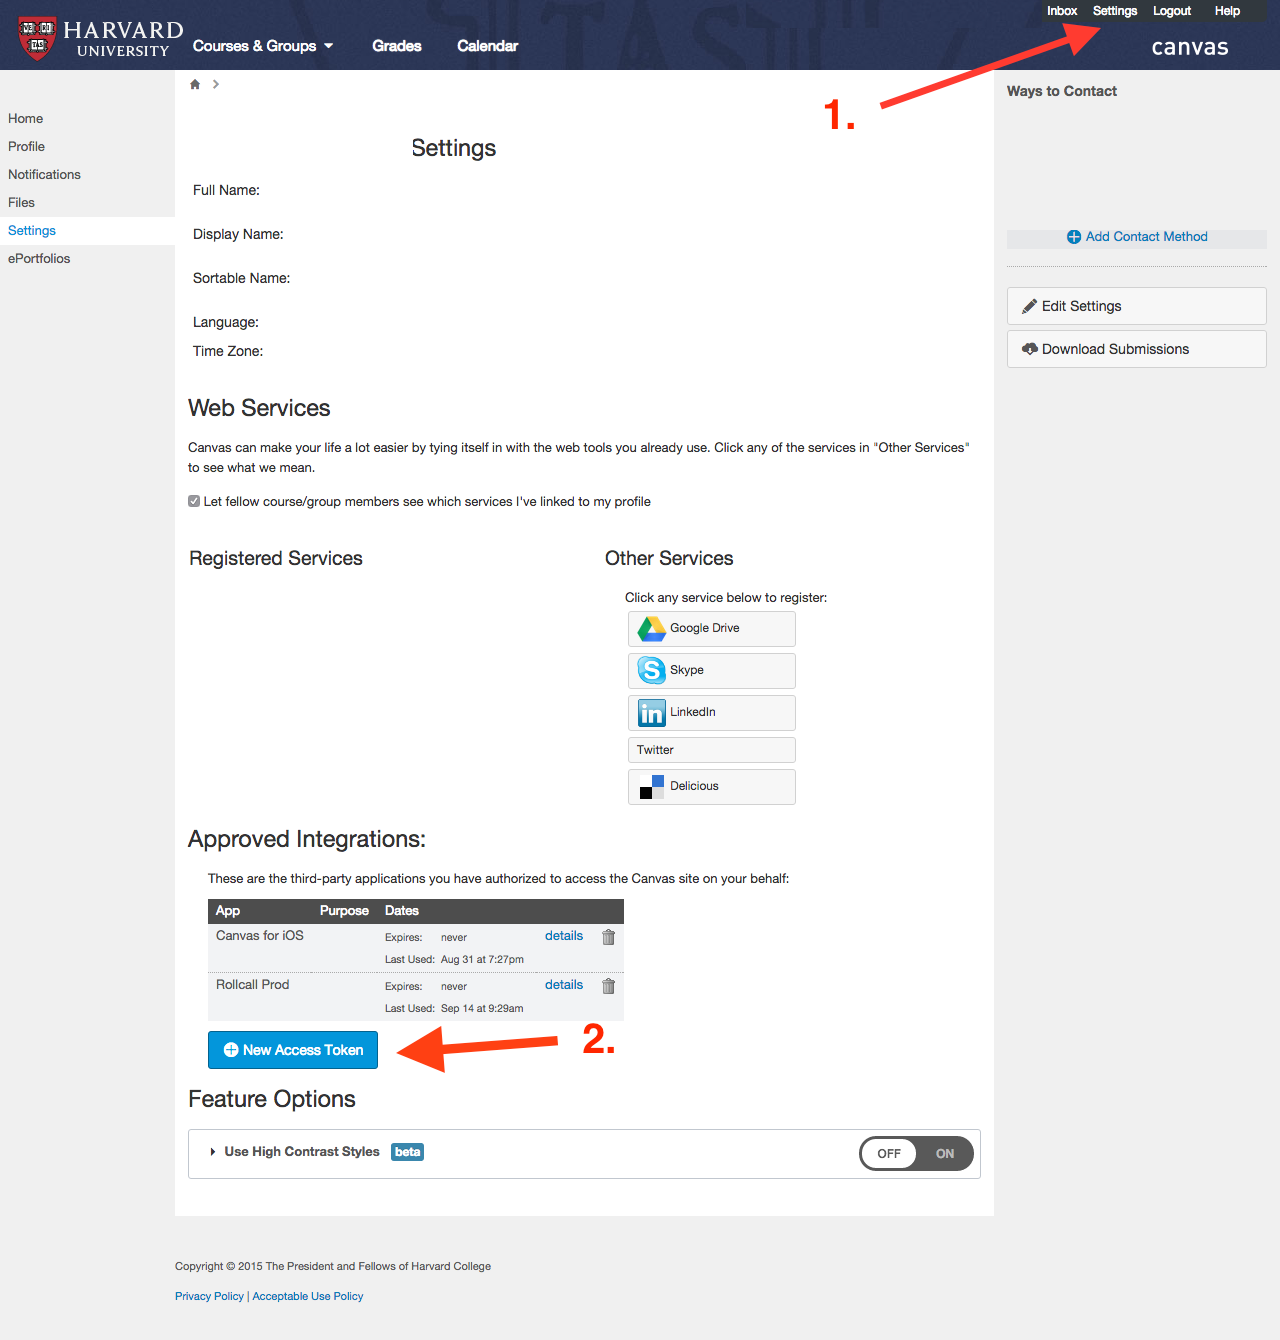 Inbox Settings Logout Help
HARVARD
UNIVERSITY
Courses & Groups Grades Calendar
canvas
1.
Home
Profile
Notifications
Files
Settings
ePortfolios
Settings
Full Name:
Display Name:
Sortable Name:
Language:
Time Zone:
Ways to Contact
Add Contact Method
Edit Settings
Download Submissions
Web Services
Canvas can make your life a lot easier by tying itself in with the web tools you already use. Click any of the services in "Other Services"
to see what we mean.
Let fellow course/group members see which services I've linked to my profile
Registered Services
Other Services
Click any service below to register:
Google Drive
Skype
in LinkedIn
Twitter
Delicious
Approved Integrations:
These are the third-party applications you have authorized to access the Canvas site on your behalf:
App Purpose Dates
Canvas for iOS Expires: never details
Last Used: Aug 31 at 7:27pm
Rollcall Prod Expires: never details
Last Used: Sep 14 at 9:29am
New Access Token
2.
Feature Options
Use High Contrast Styles beta OFF ON
Copyright © 2015 The President and Fellows of Harvard College
Privacy Policy | Acceptable Use Policy